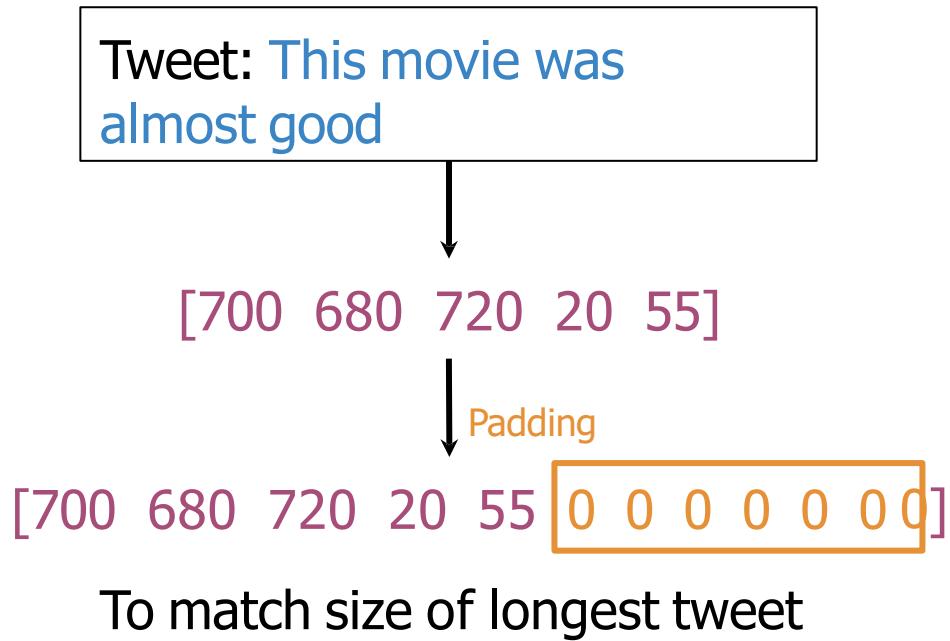 Tweet: This movie was
almost good
[700 680 720 20 55]
Padding
[700 680 720 20 55 0 0 0 0 0 0 0]
To match size of longest tweet